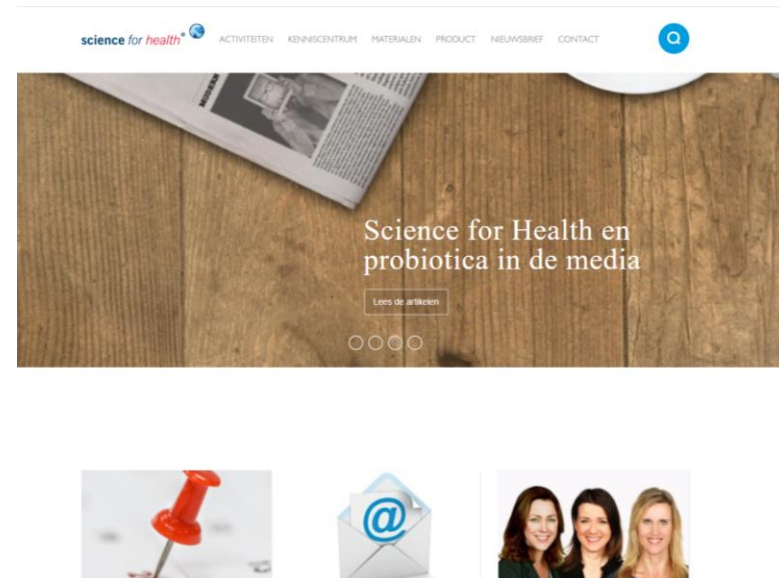 science for health°
ACTIVITEITEN KENNISCENTRUM MATERIALEN PRODUCT NIEUWSBRIEF CONTACT
Science for Health en
probiotica in de media
Lees de artikelen
@